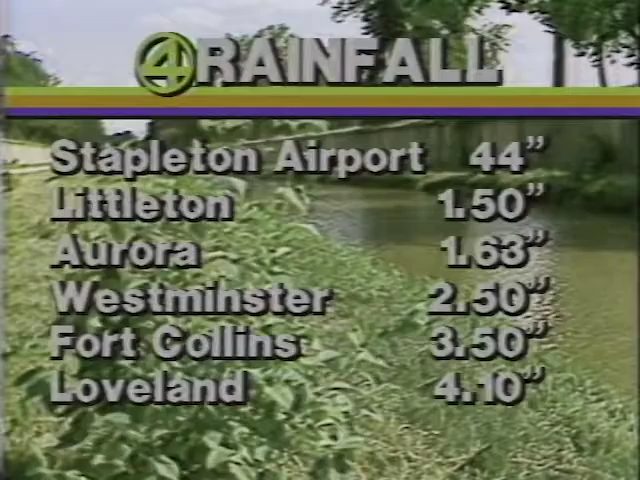 4 RAINFALL
Stapleton Airport 44"
Littleton 1.50"
Aurora 1.63"
Westminster 2.50"
Fort Collins 3.50"
Loveland 4.10"